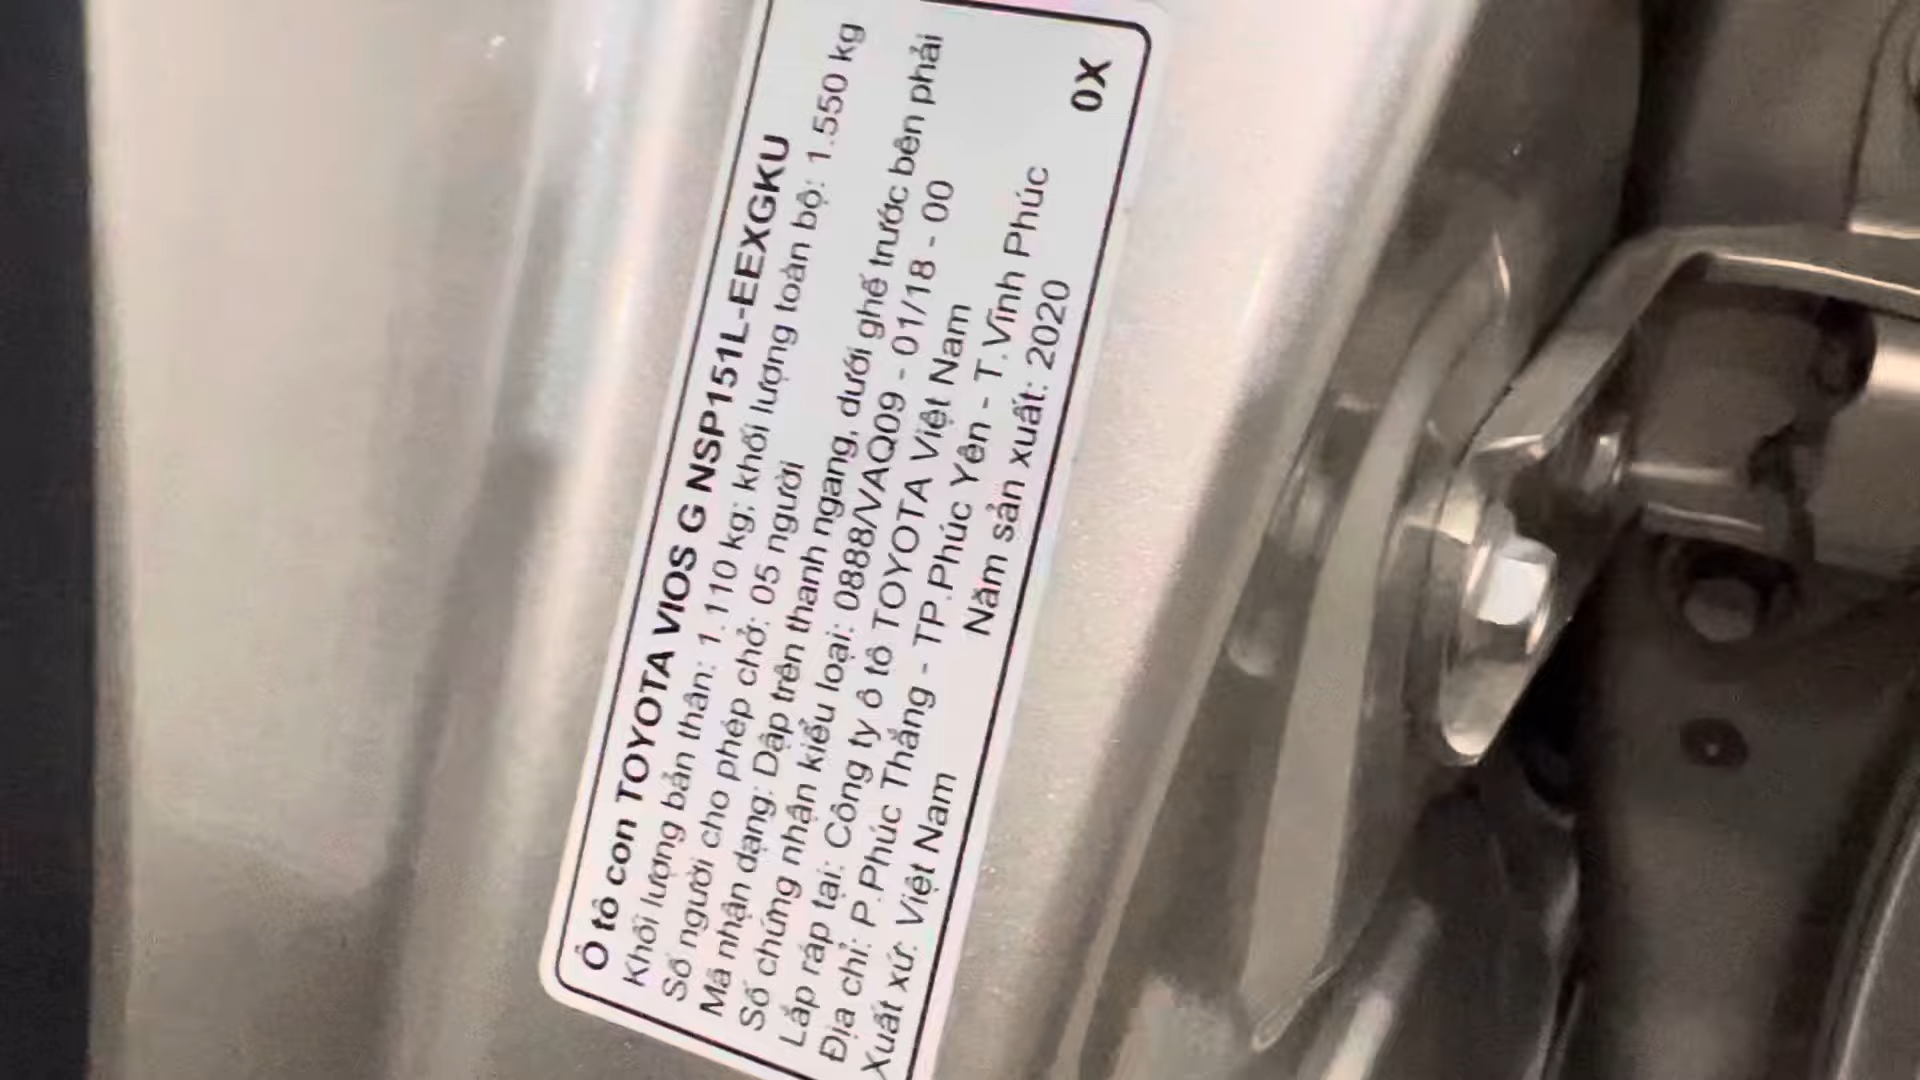 Ô tô con TOYOTA VIOS G NSP151L-EEXGKU
Khối lượng bản thân: 1.110 kg; khối lượng toàn bộ: 1.550 kg
Số người cho phép chở: 05 người
Mã nhận dạng: Dập trên thanh ngang, dưới ghế trước bên phải
Số chứng nhận kiểu loại: 0888/VAQ09 - 01/18 - 00
Lắp ráp tại: Công ty ô tô TOYOTA Việt Nam
Địa chỉ: P.Phúc Thắng - TP.Phúc Yên - T.Vĩnh Phúc
Xuất xứ: Việt Nam Năm sản xuất: 2020 0X